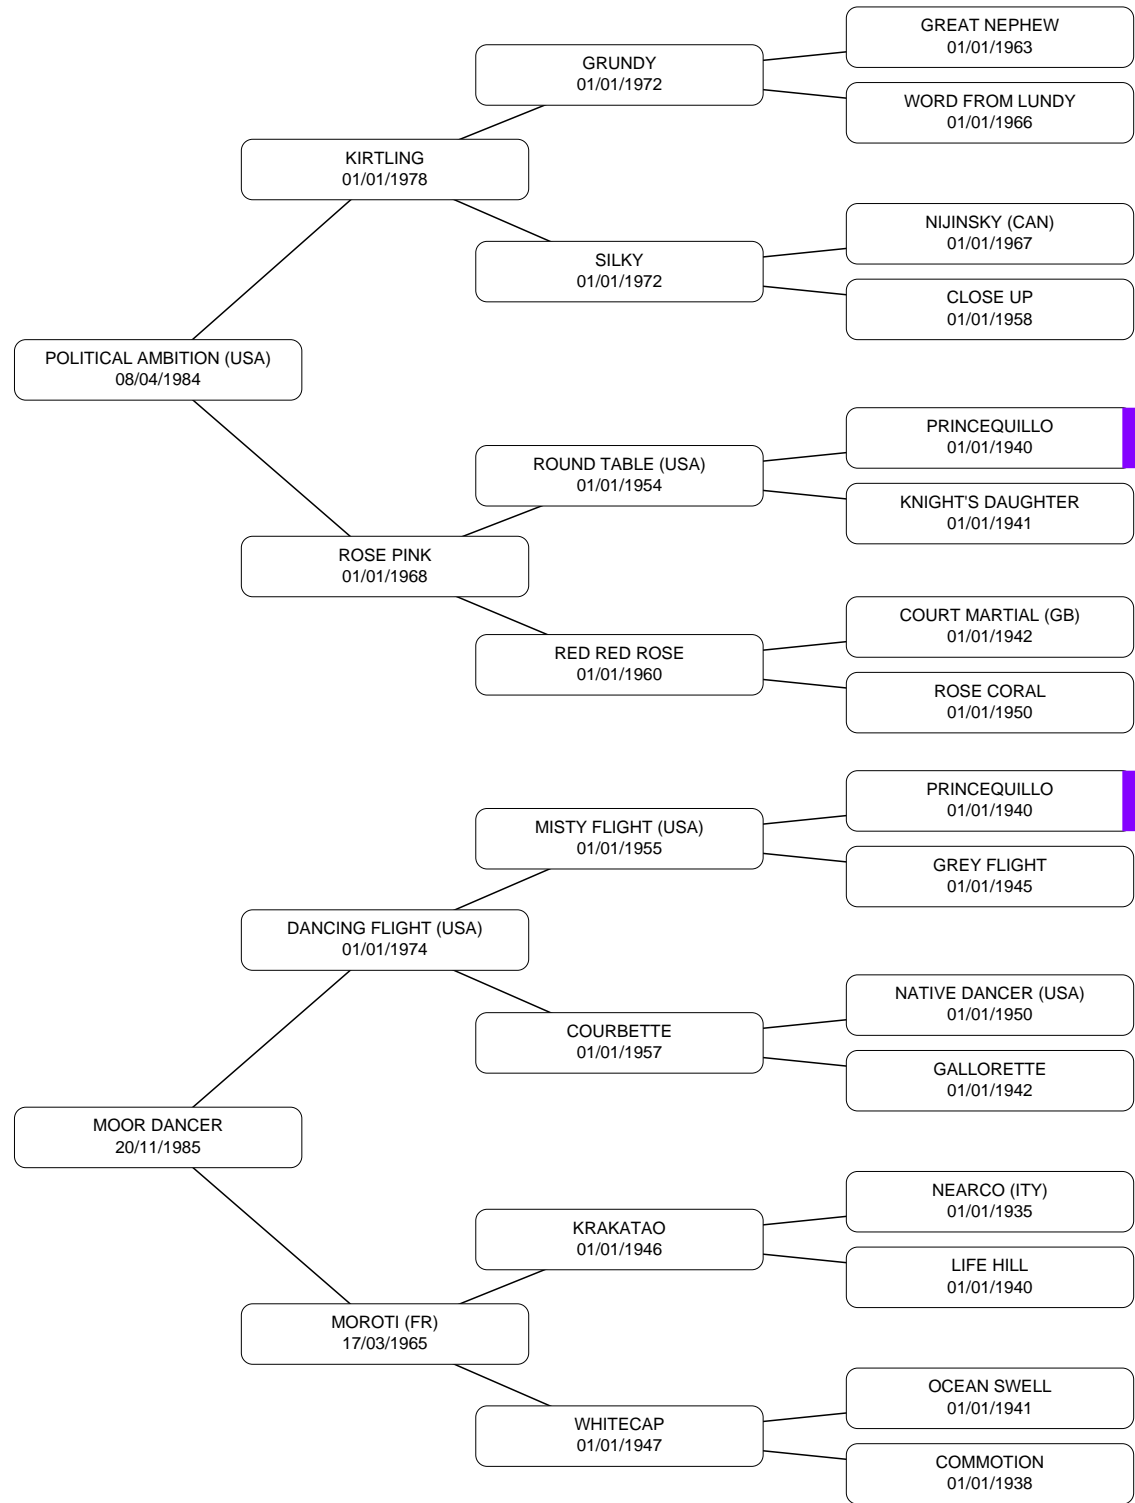 GREAT NEPHEW
01/01/1963
GRUNDY
01/01/1972
WORD FROM LUNDY
01/01/1966
KIRTLING
01/01/1978
NIJINSKY (CAN)
01/01/1967
SILKY
01/01/1972
CLOSE UP
01/01/1958
POLITICAL AMBITION (USA)
08/04/1984
PRINCEQUILLO
01/01/1940
ROUND TABLE (USA)
01/01/1954
KNIGHT'S DAUGHTER
01/01/1941
ROSE PINK
01/01/1968
COURT MARTIAL (GB)
01/01/1942
RED RED ROSE
01/01/1960
ROSE CORAL
01/01/1950
PRINCEQUILLO
01/01/1940
MISTY FLIGHT (USA)
01/01/1955
GREY FLIGHT
01/01/1945
DANCING FLIGHT (USA)
01/01/1974
NATIVE DANCER (USA)
01/01/1950
COURBETTE
01/01/1957
GALLORETTE
01/01/1942
MOOR DANCER
20/11/1985
NEARCO (ITY)
01/01/1935
KRAKATAO
01/01/1946
LIFE HILL
01/01/1940
MOROTI (FR)
17/03/1965
OCEAN SWELL
01/01/1941
WHITECAP
01/01/1947
COMMOTION
01/01/1938